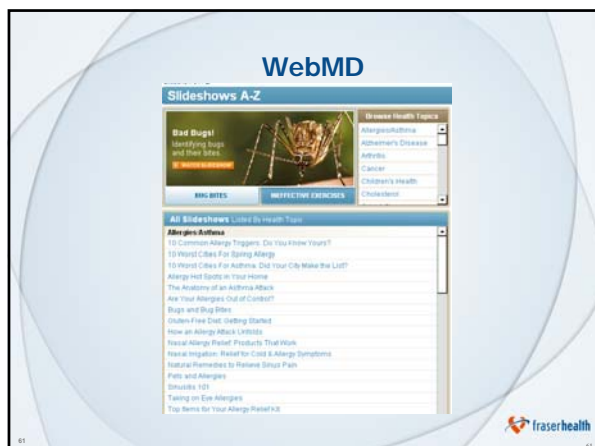 WebMD
Slideshows A-Z
Bad Bugs!
Identifying bugs
and their bites.
BUG BITES
INEFFECTIVE EXERCISES
Browse Health Topics
Allergies/Asthma
Alzheimer's Disease
Arthritis
Cancer
Children's Health
Cholesterol
All Slideshows Listed By Health Topic
Allergies/Asthma
10 Common Allergy Triggers: Do You Know Yours?
10 Worst Cities For Spring Allergy
10 Worst Cities For Asthma: Did Your City Make the List?
Allergy Hot Spots in Your Home
The Anatomy of an Asthma Attack
Are Your Allergies Out of Control?
Bugs and Bug Bites
Gluten-Free Diet: Getting Started
How an Allergy Attack Unfolds
Nasal Allergy Relief: Products That Work
Nasal Irrigation: Relief for Cold & Allergy Symptoms
Natural Remedies to Relieve Sinus Pain
Pets and Allergies
Sinusitis 101
Taking on Eye Allergies
Top Items for Your Allergy Relief Kit
fraserhealth
61